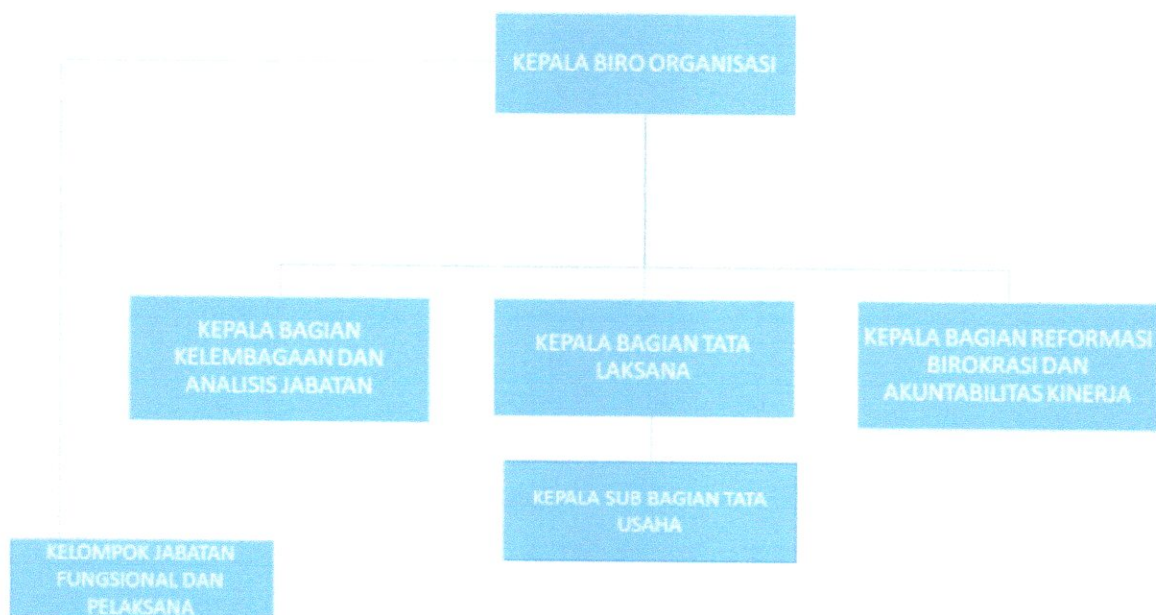 KEPALA BIRO ORGANISASI
KEPALA BAGIAN
KELEMBAGAAN DAN
ANALISIS JABATAN
KEPALA BAGIAN TATA
LAKSANA
KEPALA BAGIAN REFORMASI
BIROKRASI DAN
AKUNTABILITAS KINERJA
KEPALA SUB BAGIAN TATA
USAHA
KELOMPOK JABATAN
FUNGSIONAL DAN
PELAKSANA